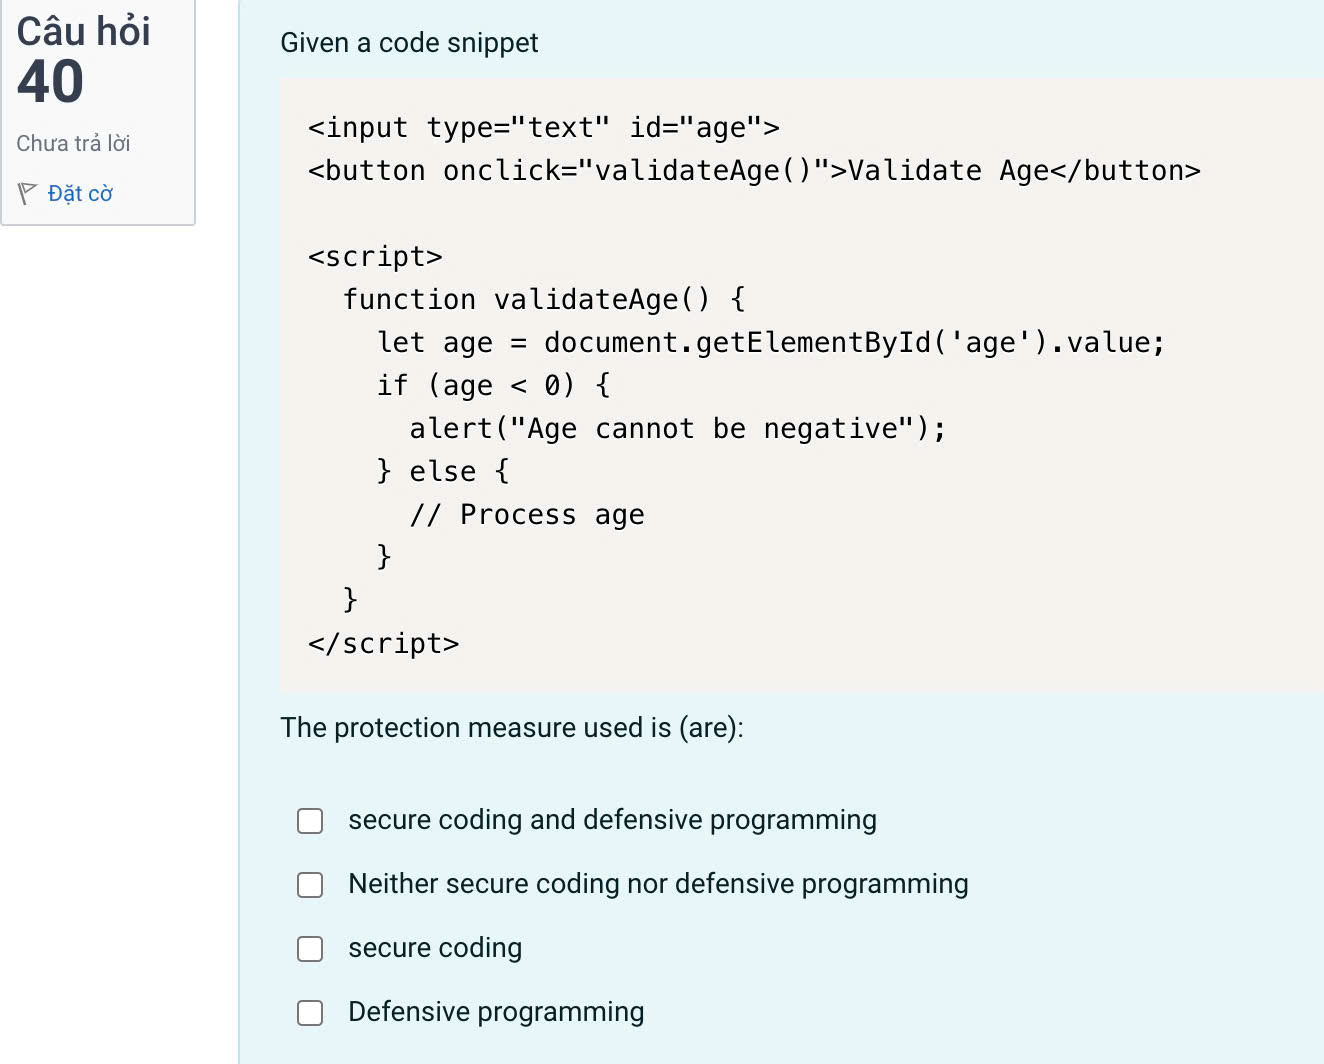 Câu hỏi
40
Chưa trả lời
Đặt cờ
Given a code snippet
<input type="text" id="age">
<button onclick="validateAge()">Validate Age</button>
<script>
function validateAge() {
let age = document.getElementById('age').value;
if (age < 0) {
alert("Age cannot be negative");
} else {
// Process age
}
}
</script>
The protection measure used is (are):
secure coding and defensive programming
Neither secure coding nor defensive programming
secure coding
Defensive programming